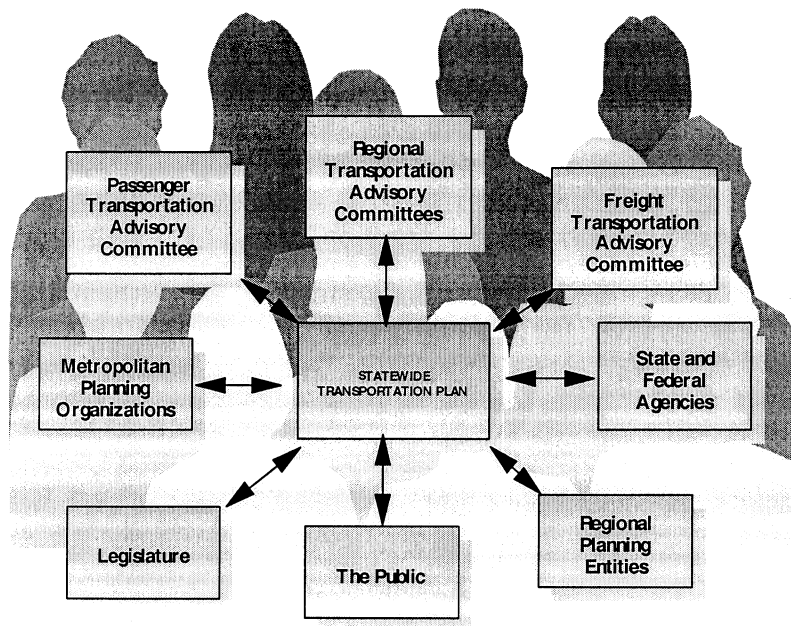 Regional
Transportation
Advisory
Committees
Passenger
Transportation
Advisory
Committee
Freight
Transportation
Advisory
Committee
Metropolitan
Planning
Organizations
STATEWIDE
TRANSPORTATION PLAN
State and
Federal
Agencies
Legislature
The Public
Regional
Planning
Entities